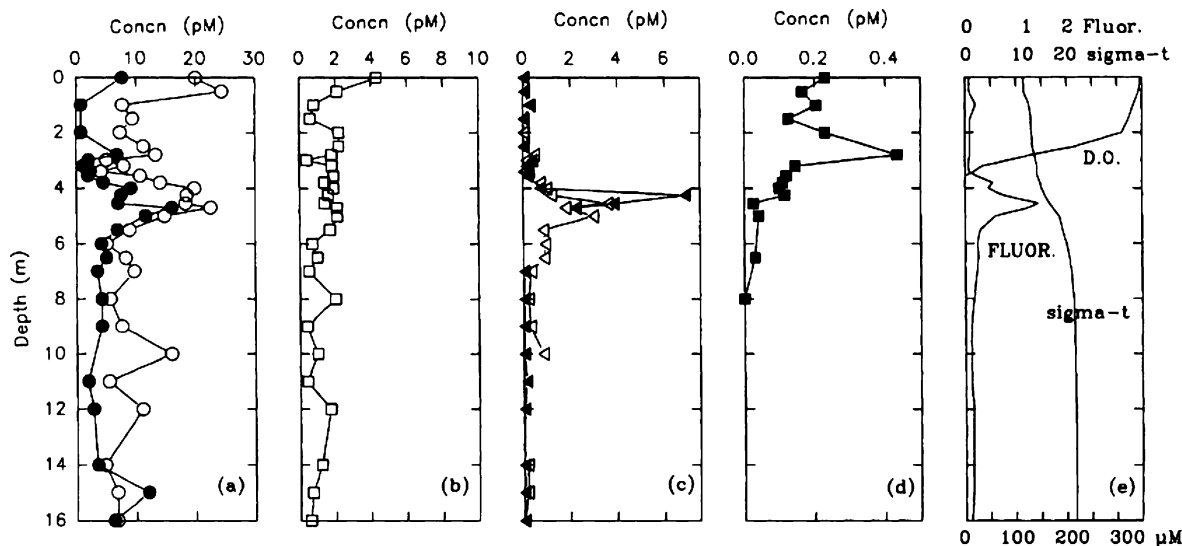 Concn (pM) Concn (pM) Concn (pM) Concn (pM) 0 1 2 Fluor.
0 10 20 30 0 2 4 6 8 10 0 2 4 6 0.0 0.2 0.4 0 10 20 sigma-t
0
2
4
6
8
10
12
14
16
Depth (m)
D.O.
FLUOR.
sigma-t
(a) (b) (c) (d) (e)
0 100 200 300 µM